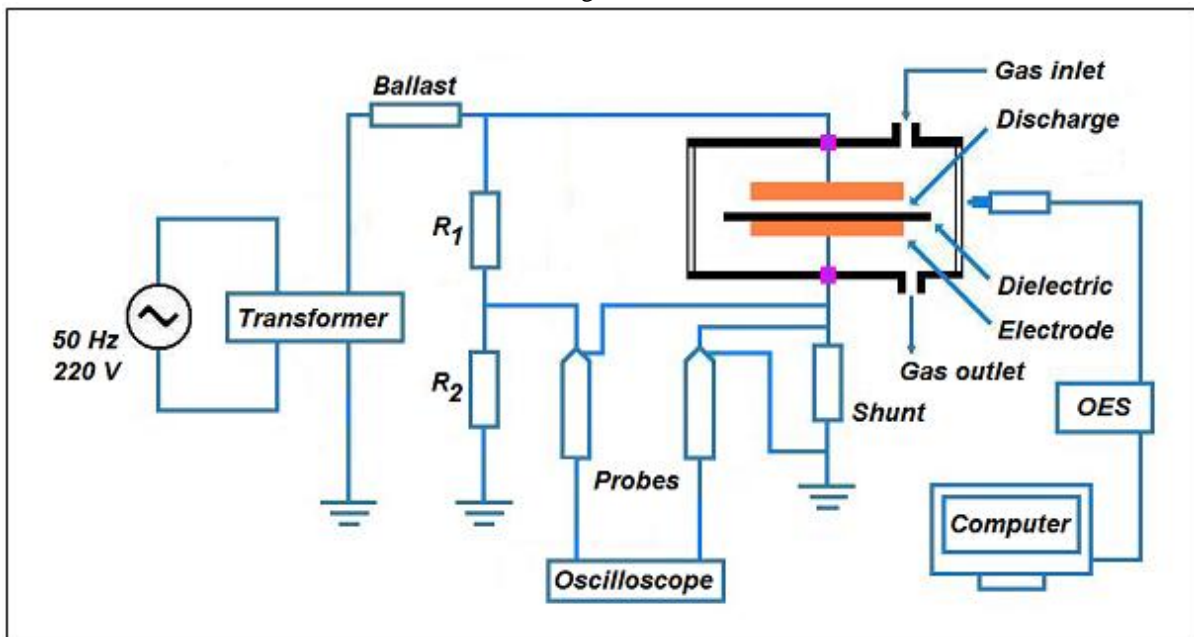 Gas inlet
Ballast
Discharge
R1
Transformer
50 Hz
220 V
R2
Dielectric
Electrode
Gas outlet
Shunt
OES
Probes
Computer
Oscilloscope